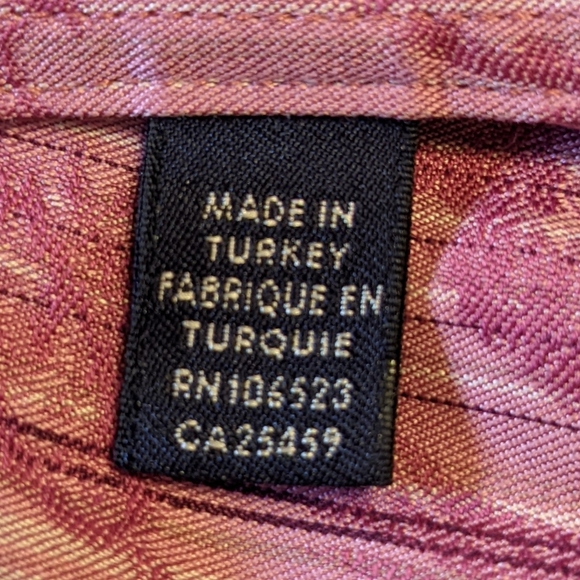 MADE IN
TURKEY
FABRIQUE EN
TURQUIE
RN106523
CA25459